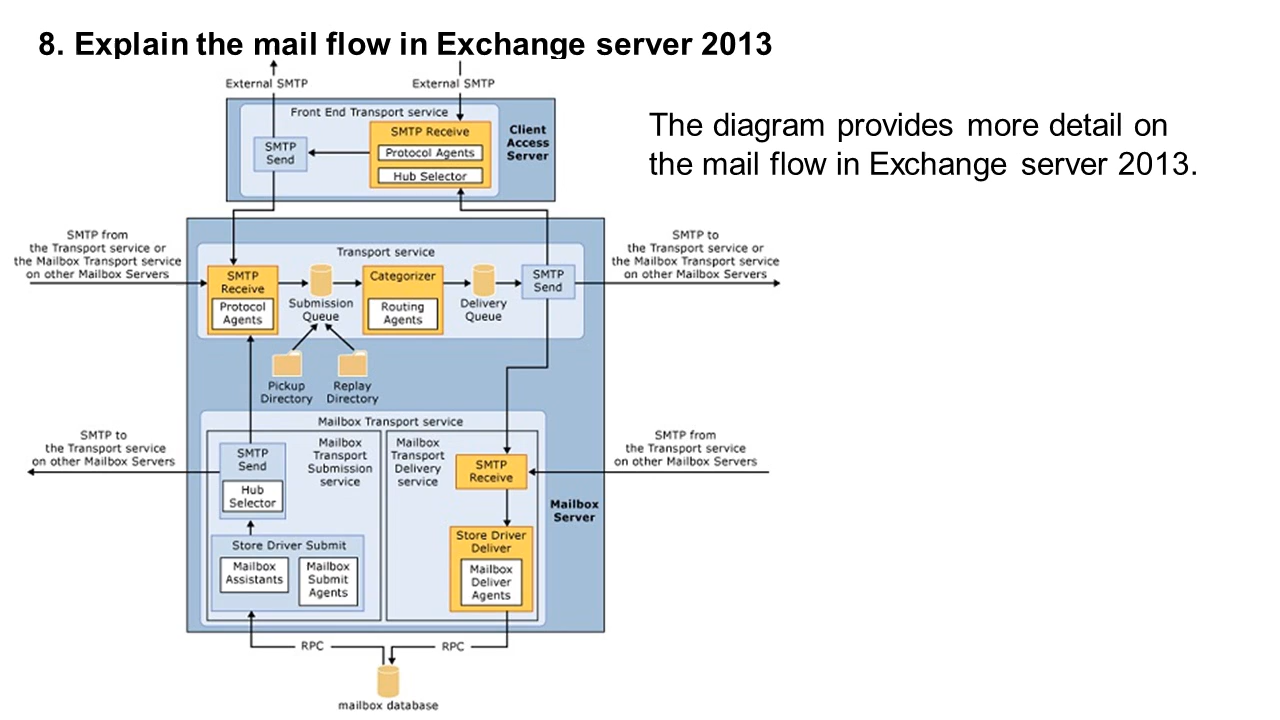 8. Explain the mail flow in Exchange server 2013
External SMTP
External SMTP
The diagram provides more detail on
the mail flow in Exchange server 2013.
Front End Transport service
SMTP
Send
SMTP Receive
Protocol Agents
Hub Selector
Client
Access
Server
SMTP from
the Transport service or
the Mailbox Transport service
on other Mailbox Servers
SMTP to
the Transport service or
the Mailbox Transport service
on other Mailbox Servers
Transport service
SMTP
Receive
Protocol
Agents
Submission
Queue
Categorizer
Routing
Agents
Delivery
Queue
SMTP
Send
Pickup
Directory
Replay
Directory
Mailbox Transport service
SMTP to
the Transport service
on other Mailbox Servers
SMTP
Send
Hub
Selector
Mailbox
Transport
Submission
service
Mailbox
Transport
Delivery
service
SMTP
Receive
SMTP from
the Transport service
on other Mailbox Servers
Mailbox
Server
Store Driver Submit
Mailbox
Assistants
Mailbox
Submit
Agents
Store Driver
Deliver
Mailbox
Deliver
Agents
RPC
RPC
mailbox database